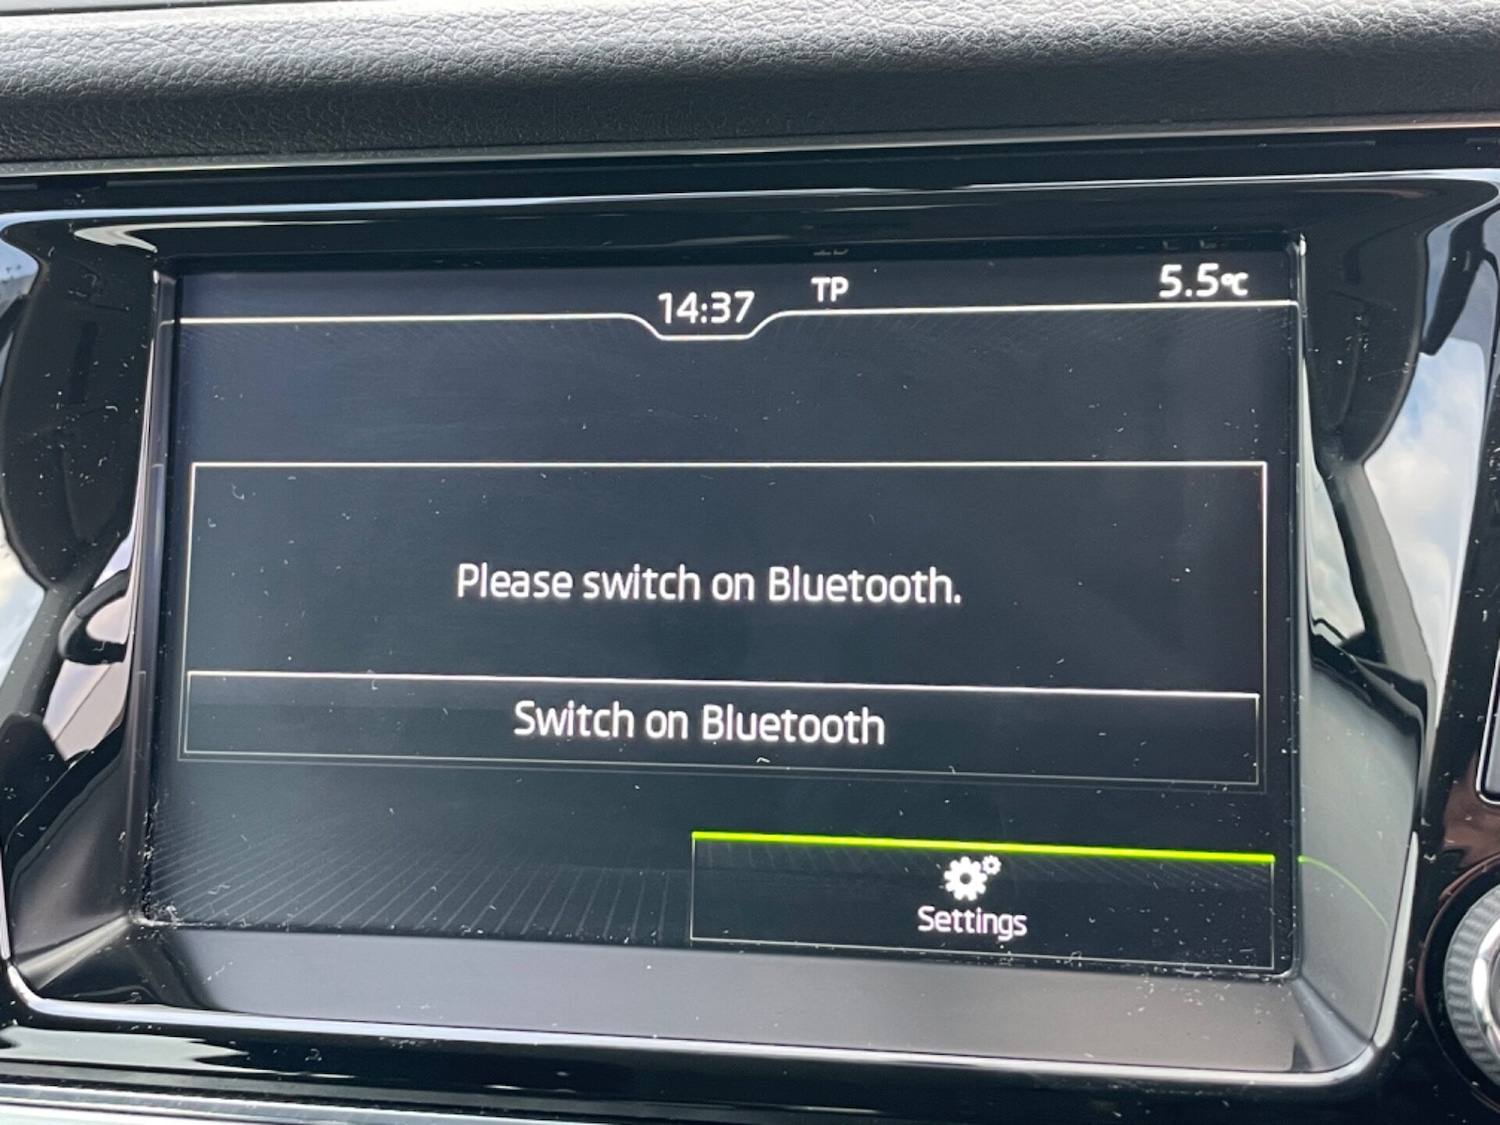 14:37
TP
5.5°C
Please switch on Bluetooth.
Switch on Bluetooth
Settings